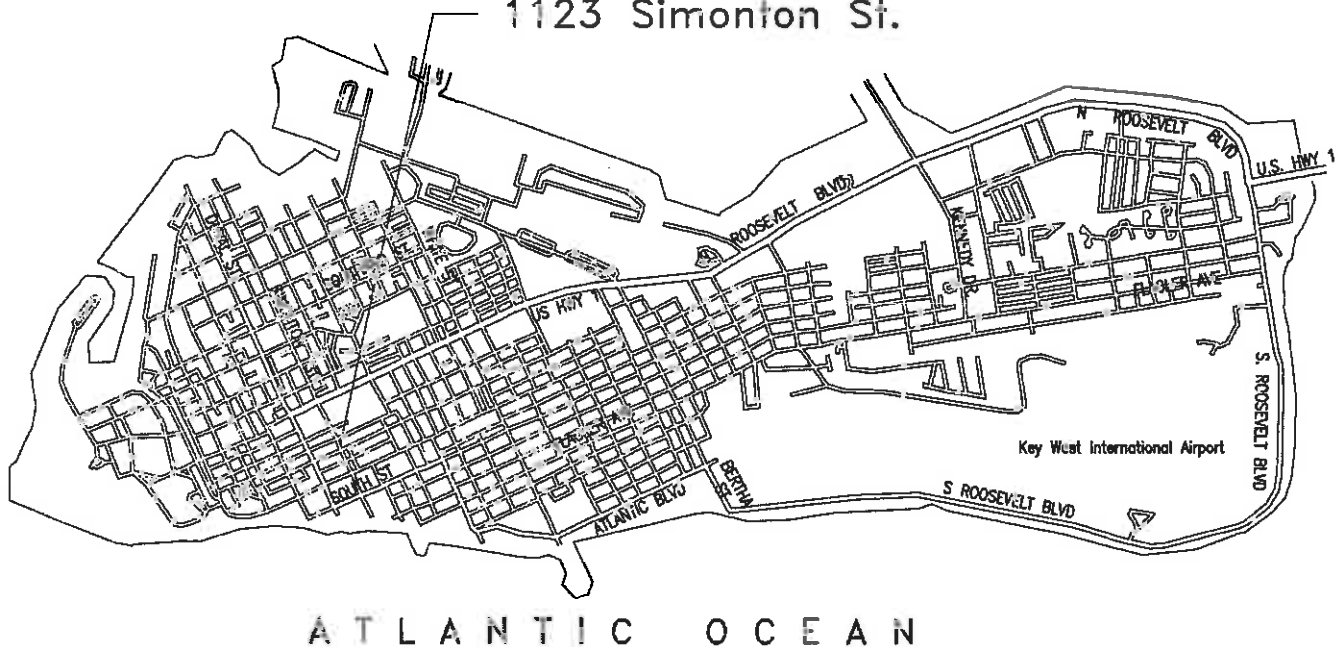 1123 Simonton St.
N ROOSEVELT BLVD
U.S. HWY 1
ROOSEVELT BLVD
KENNEDY DR
FLAGLER AVE
US HWY 1
S. ROOSEVELT BLVD
Key West International Airport
SOUTH ST
BERTHA
S ROOSEVELT BLVD
ATLANTIC BLVD
ATLANTIC OCEAN